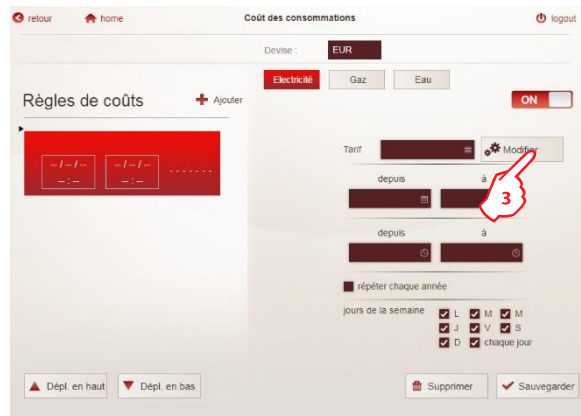 retour home Coût des consommations logout
Devise : EUR
Electricité Gaz Eau
Règles de coûts Ajouter
ON
Tarif Modifier
-- / -- / -- -- / -- / -- - - - - - - -
-- : -- -- : --
depuis à
3
depuis à
répéter chaque année
jours de la semaine L M M
J V S
D chaque jour
Dépl. en haut Dépl. en bas Supprimer Sauvegarder